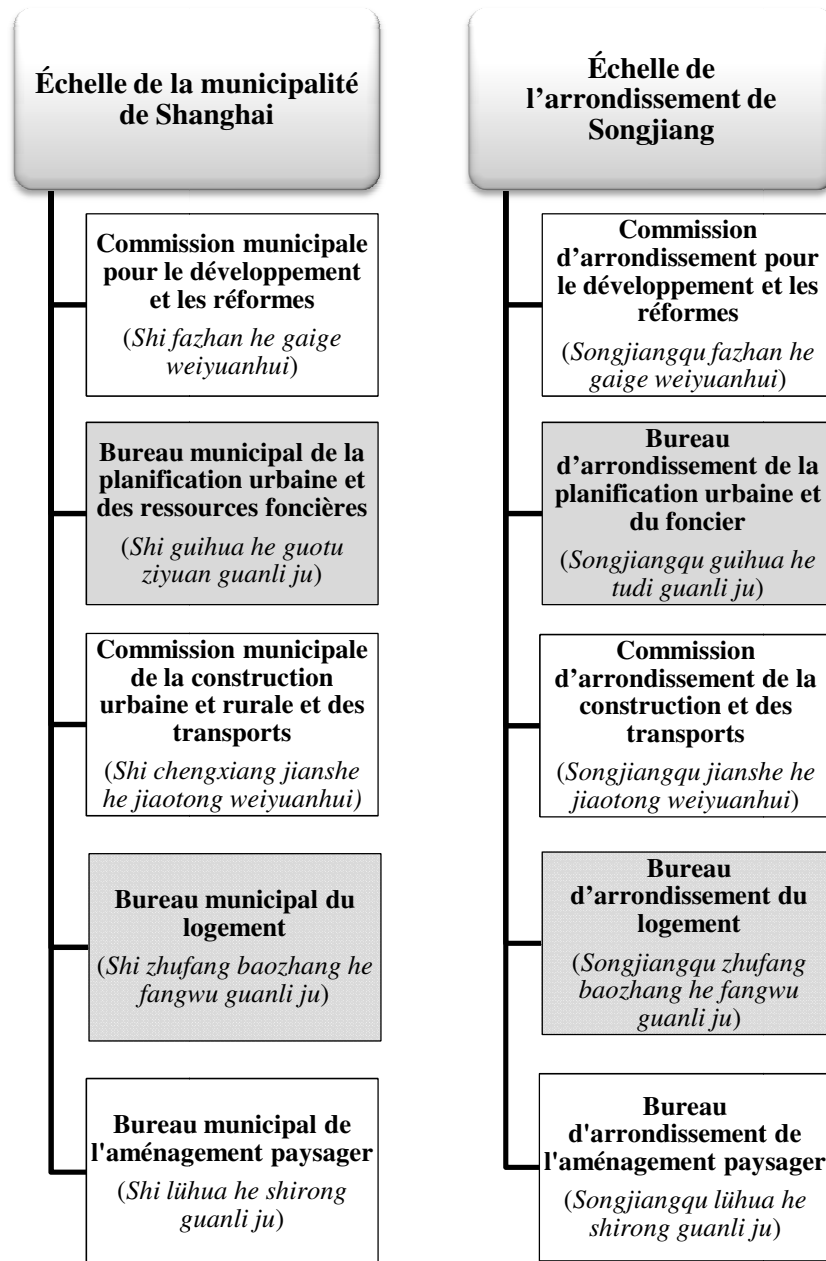 Échelle de la municipalité
de Shanghai
Commission municipale
pour le développement
et les réformes
(Shi fazhan he gaige
weiyuanhui)
Bureau municipal de la
planification urbaine et
des ressources foncières
(Shi guihua he guotu
ziyuan guanli ju)
Commission municipale
de la construction
urbaine et rurale et des
transports
(Shi chengxiang jianshe
he jiaotong weiyuanhui)
Bureau municipal du
logement
(Shi zhufang baozhang he
fangwu guanli ju)
Bureau municipal de
l'aménagement paysager
(Shi lühua he shirong
guanli ju)
Échelle de
l’arrondissement de
Songjiang
Commission
d’arrondissement pour
le développement et les
réformes
(Songjiangqu fazhan he
gaige weiyuanhui)
Bureau
d’arrondissement de la
planification urbaine et
du foncier
(Songjiangqu guihua he
tudi guanli ju)
Commission
d’arrondissement de la
construction et des
transports
(Songjiangqu jianshe he
jiaotong weiyuanhui)
Bureau
d’arrondissement du
logement
(Songjiangqu zhufang
baozhang he fangwu
guanli ju)
Bureau
d'arrondissement de
l'aménagement paysager
(Songjiangqu lühua he
shirong guanli ju)